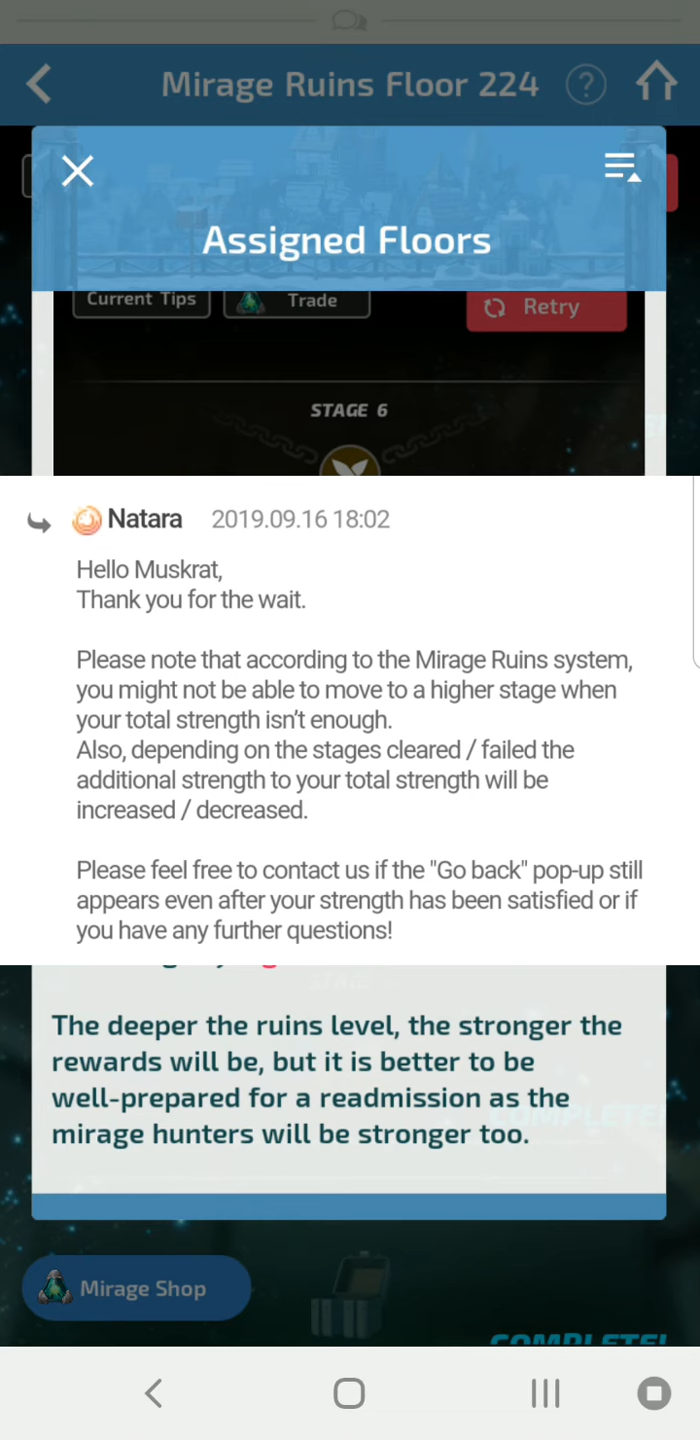 Mirage Ruins Floor 224 ?
Assigned Floors
Current Tips Trade Retry
STAGE 6
Natara 2019.09.16 18:02
Hello Muskrat,
Thank you for the wait.
Please note that according to the Mirage Ruins system,
you might not be able to move to a higher stage when
your total strength isn't enough.
Also, depending on the stages cleared / failed the
additional strength to your total strength will be
increased / decreased.
Please feel free to contact us if the "Go back" pop-up still
appears even after your strength has been satisfied or if
you have any further questions!
STAGE
The deeper the ruins level, the stronger the
rewards will be, but it is better to be
well-prepared for a readmission as the
COMPLETE!
mirage hunters will be stronger too.
Mirage Shop
COMPLETE!